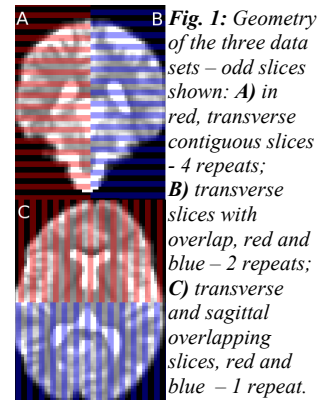 A
B
C
Fig. 1: Geometry
of the three data
sets – odd slices
shown: A) in
red, transverse
contiguous slices
- 4 repeats;
B) transverse
slices with
overlap, red and
blue – 2 repeats;
C) transverse
and sagittal
overlapping
slices, red and
blue – 1 repeat.